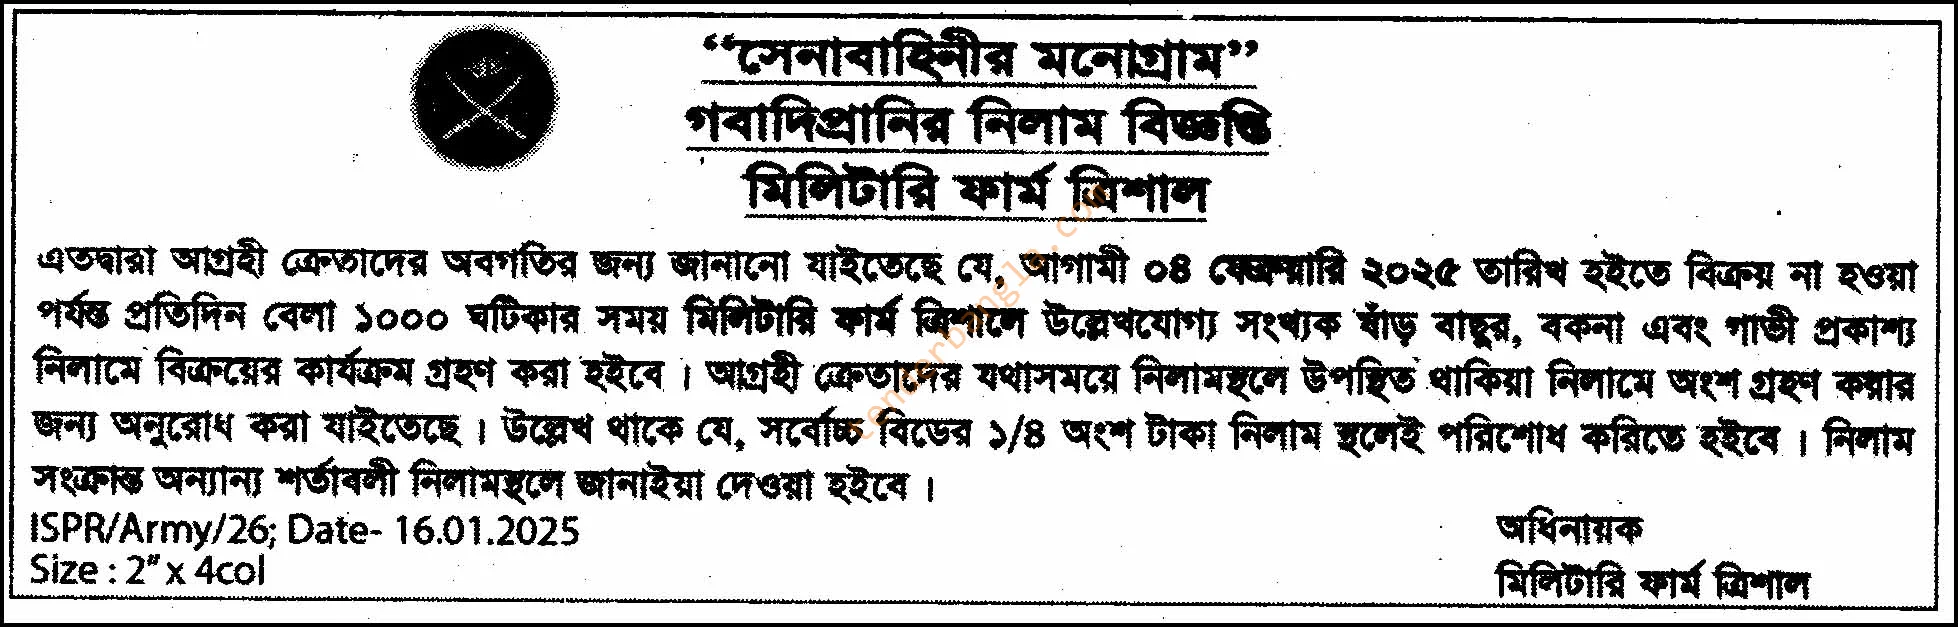 “সেনাবাহিনীর মনোগ্রাম”
গবাদিপ্রানির নিলাম বিজ্ঞপ্তি
মিলিটারি ফার্ম ত্রিশাল
এতদ্বারা আগ্রহী ক্রেতাদের অবগতির জন্য জানানো যাইতেছে যে, আগামী ০৪ ফেব্রুয়ারি ২০২৫ তারিখ হইতে বিক্রয় না হওয়া
পর্যন্ত প্রতিদিন বেলা ১০০০ ঘটিকার সময় মিলিটারি ফার্ম ত্রিশালে উল্লেখযোগ্য সংখ্যক ষাঁড় বাছুর, বকনা এবং গাভী প্রকাশ্য
নিলামে বিক্রয়ের কার্যক্রম গ্রহণ করা হইবে। আগ্রহী ক্রেতাদের যথাসময়ে নিলামস্থলে উপস্থিত থাকিয়া নিলামে অংশ গ্রহণ করার
জন্য অনুরোধ করা যাইতেছে। উল্লেখ থাকে যে, সর্বোচ্চ বিডের ১/৪ অংশ টাকা নিলাম স্থলেই পরিশোধ করিতে হইবে। নিলাম
সংক্রান্ত অন্যান্য শর্তাবলী নিলামস্থলে জানাইয়া দেওয়া হইবে।
ISPR/Army/26; Date- 16.01.2025
Size : 2” x 4col
অধিনায়ক
মিলিটারি ফার্ম ত্রিশাল